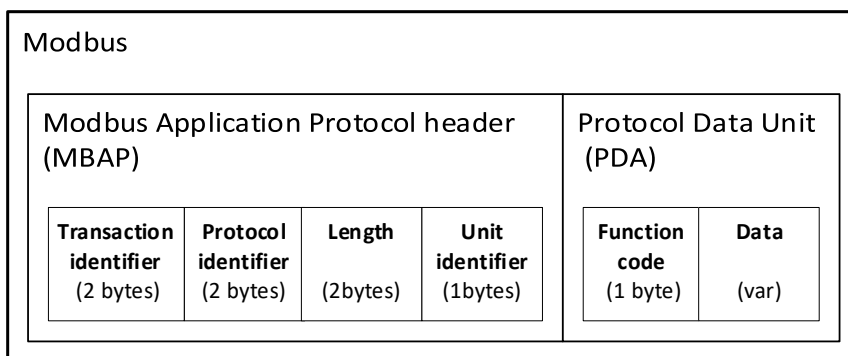 Modbus
Modbus Application Protocol header
(MBAP)
Protocol Data Unit
(PDA)
Transaction
identifier
(2 bytes)
Protocol
identifier
(2 bytes)
Length
(2bytes)
Unit
identifier
(1bytes)
Function
code
(1 byte)
Data
(var)